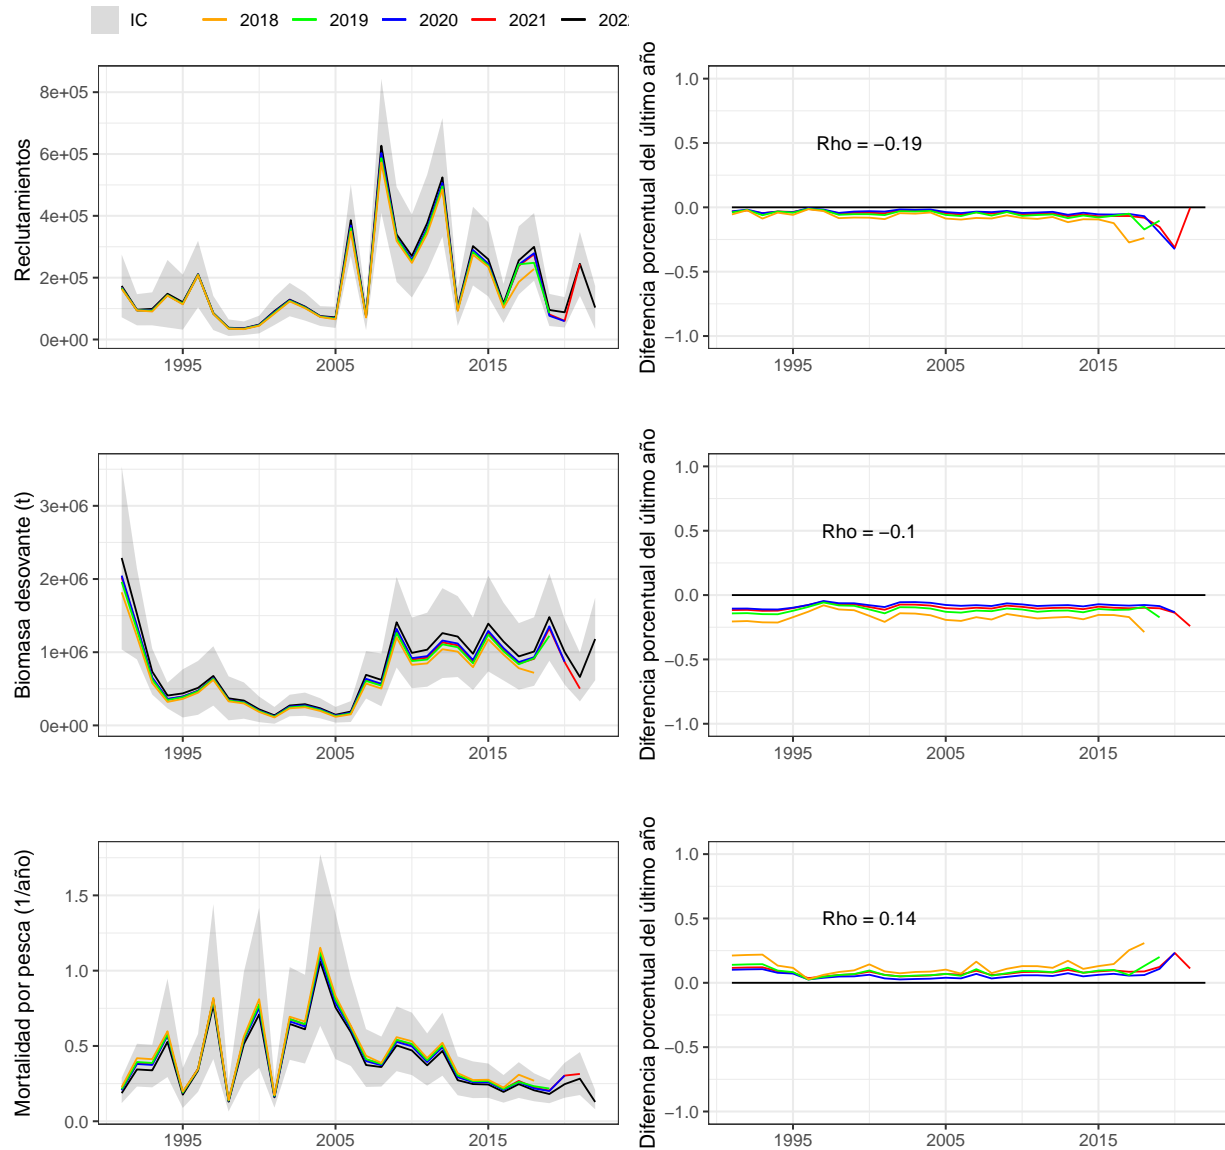 IC 2018 2019 2020 2021 202
Reclutamientos
8e+05
6e+05
4e+05
2e+05
0e+00
1995 2005 2015
Diferencia porcentual del último año
1.0
0.5
0.0
−0.5
−1.0
Rho = −0.19
1995 2005 2015
Biomasa desovante (t)
3e+06
2e+06
1e+06
0e+00
1995 2005 2015
Diferencia porcentual del último año
1.0
0.5
0.0
−0.5
−1.0
Rho = −0.1
1995 2005 2015
Mortalidad por pesca (1/año)
1.5
1.0
0.5
0.0
1995 2005 2015
Diferencia porcentual del último año
1.0
0.5
0.0
−0.5
−1.0
Rho = 0.14
1995 2005 2015